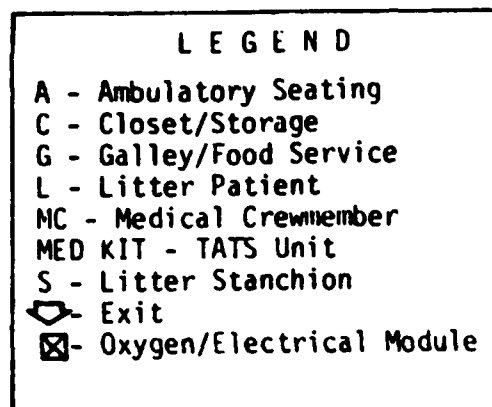 L E G E N D
A - Ambulatory Seating
C - Closet/Storage
G - Galley/Food Service
L - Litter Patient
MC - Medical Crewmember
MED KIT - TATS Unit
S - Litter Stanchion
- Exit
- Oxygen/Electrical Module